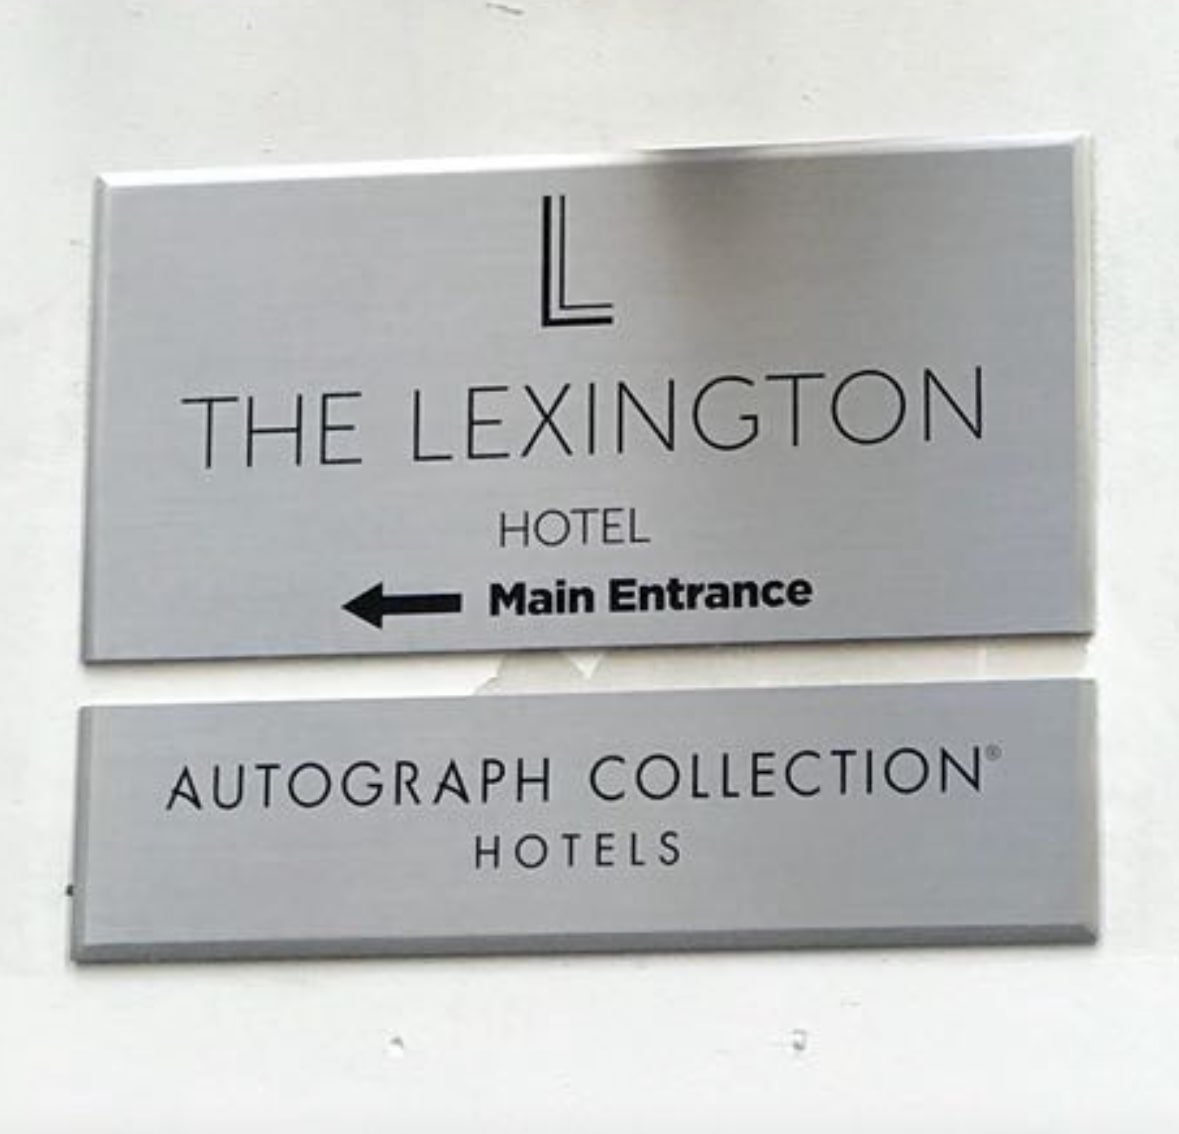 L
THE LEXINGTON
HOTEL
← Main Entrance
AUTOGRAPH COLLECTION®
HOTELS